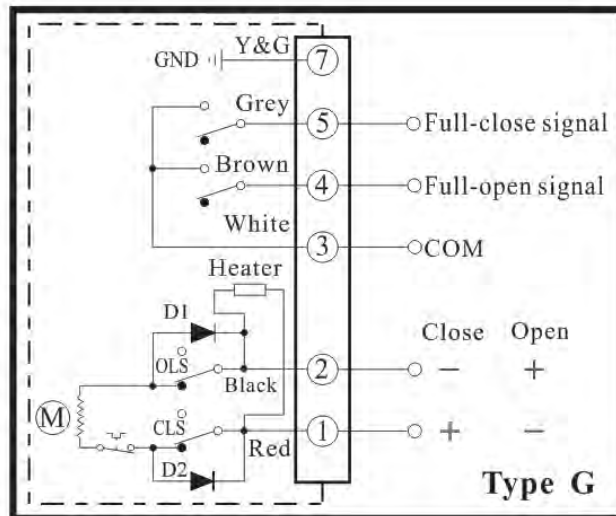 GND Y&G 7
Grey 5 Full-close signal
Brown 4 Full-open signal
White 3 COM
Heater
D1 Close Open
OLS Black 2 − +
M CLS Red 1 + −
D2
Type G